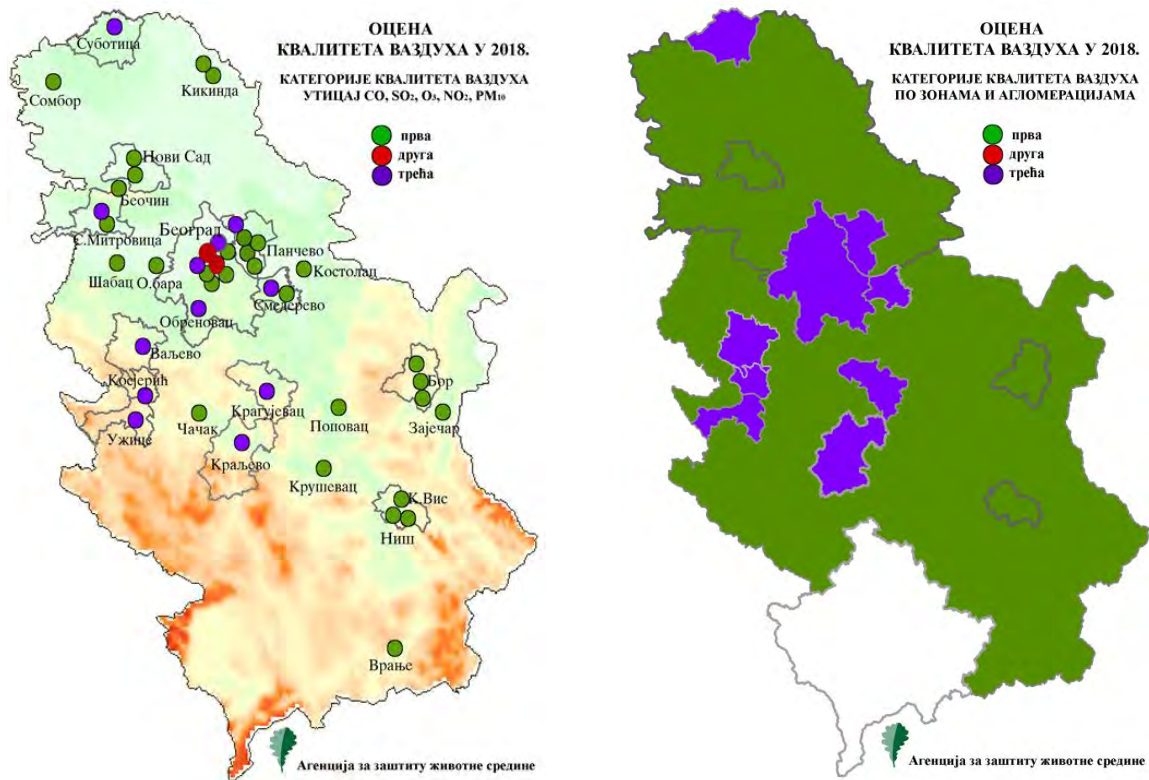 ОЦЕНА
КВАЛИТЕТА ВАЗДУХА У 2018.
КАТЕГОРИЈЕ КВАЛИТЕТА ВАЗДУХА
УТИЦАЈ CO, SO₂, O₃, NO₂, PM₁₀
прва
друга
трећа
Суботица
Сомбор
Кикинда
Нови Сад
Беочин
С.Митровица
Београд
Панчево
Шабац
О.бара
Костолац
Смедерево
Обреновац
Ваљево
Косјерић
Ужице
Чачак
Крагујевац
Краљево
Поповац
Бор
Зајечар
Крушевац
К.Вис
Ниш
Врање
Агенција за заштиту животне средине
ОЦЕНА
КВАЛИТЕТА ВАЗДУХА У 2018.
КАТЕГОРИЈЕ КВАЛИТЕТА ВАЗДУХА
ПО ЗОНАМА И АГЛОМЕРАЦИЈАМА
прва
друга
трећа
Агенција за заштиту животне средине